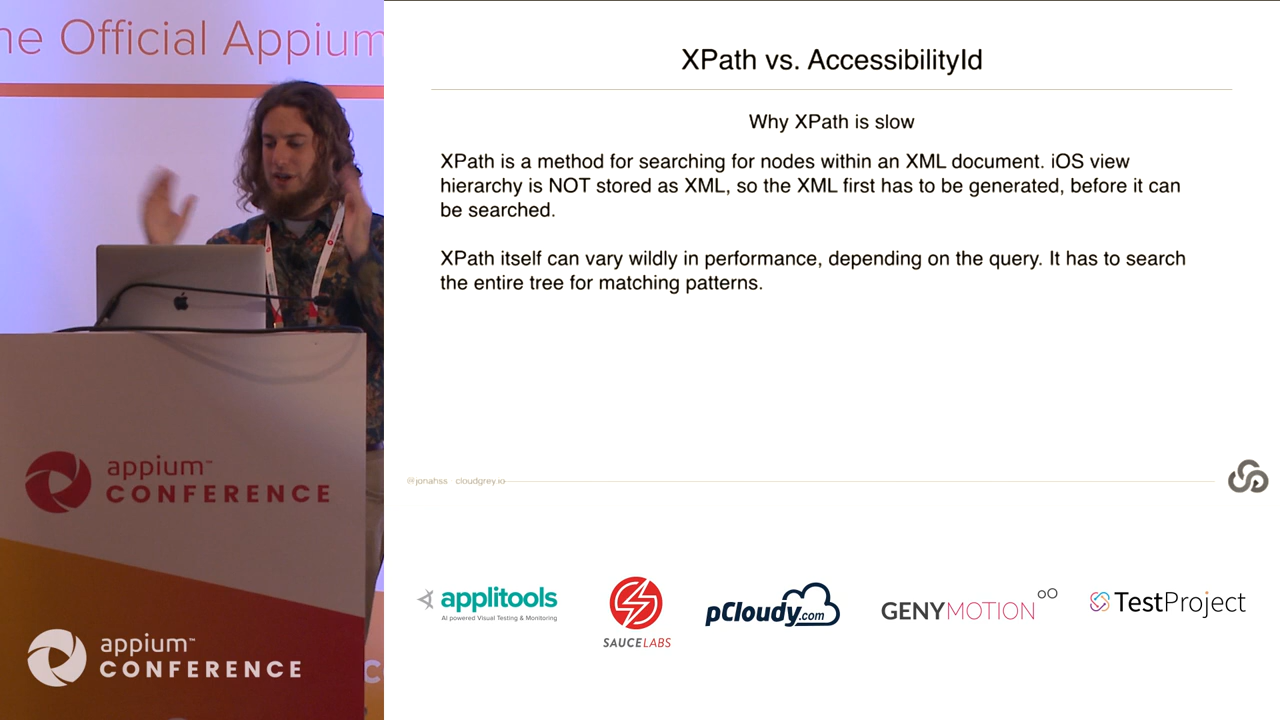 he Official Appium
XPath vs. AccessibilityId
Why XPath is slow
XPath is a method for searching for nodes within an XML document. iOS view
hierarchy is NOT stored as XML, so the XML first has to be generated, before it can
be searched.
XPath itself can vary wildly in performance, depending on the query. It has to search
the entire tree for matching patterns.
@jonahss · cloudgrey.io
appium™
CONFERENCE
appium™
CONFERENCE
applitools
AI powered Visual Testing & Monitoring
SAUCELABS
pCloudy.com
GENYMOTION
TestProject